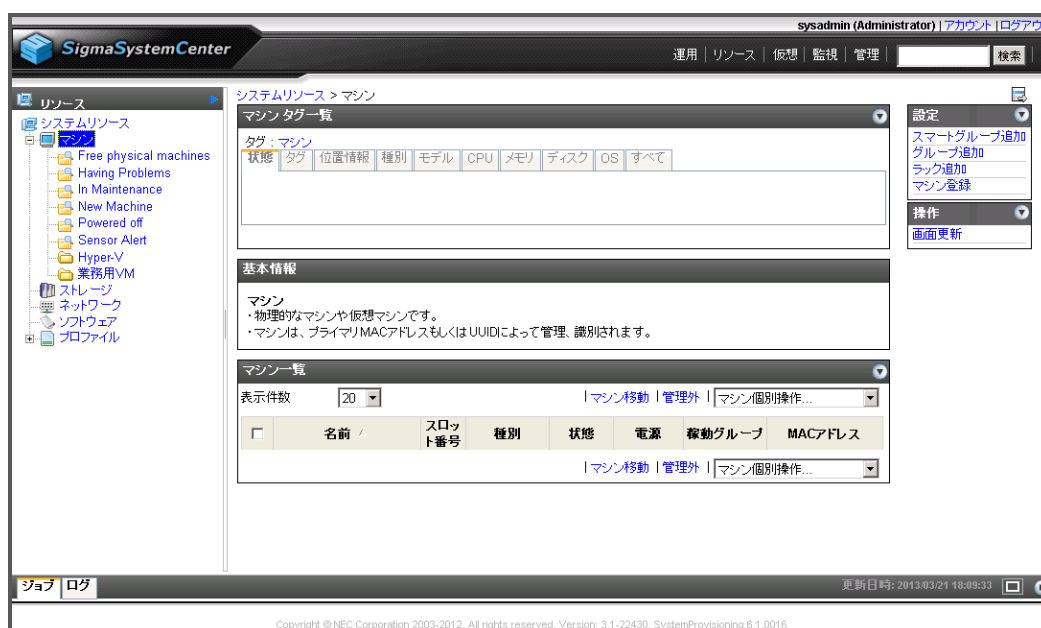 sysadmin (Administrator) | アカウント | ログアウ
SigmaSystemCenter
運用 | リソース | 仮想 | 監視 | 管理 | 検索
リソース
システムリソース
マシン
Free physical machines
Having Problems
In Maintenance
New Machine
Powered off
Sensor Alert
Hyper-V
業務用VM
ストレージ
ネットワーク
ソフトウェア
プロファイル
システムリソース > マシン
マシン タグ一覧
タグ : マシン
状態 タグ 位置情報 種別 モデル CPU メモリ ディスク OS すべて
基本情報
マシン
・物理的なマシンや仮想マシンです。
・マシンは、プライマリMACアドレスもしくはUUIDによって管理、識別されます。
マシン一覧
表示件数 20 | マシン移動 | 管理外 | マシン個別操作...
名前 スロット番号 種別 状態 電源 稼動グループ MACアドレス
| マシン移動 | 管理外 | マシン個別操作...
設定
スマートグループ追加
グループ追加
ラック追加
マシン登録
操作
画面更新
ジョブ ログ
更新日時: 2013/03/21 18:09:33
Copyright © NEC Corporation 2003-2012. All rights reserved. Version: 3.1-22430, SystemProvisioning 6.1.0016